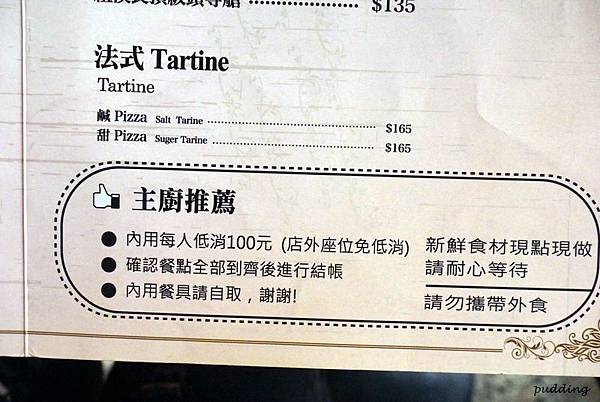 $135
法式 Tartine
Tartine
鹹 Pizza Salt Tarine $165
甜 Pizza Suger Tarine $165
主廚推薦
● 內用每人低消100元 (店外座位免低消)
● 確認餐點全部到齊後進行結帳
● 內用餐具請自取，謝謝!
新鮮食材現點現做
請耐心等待
請勿攜帶外食
pudding